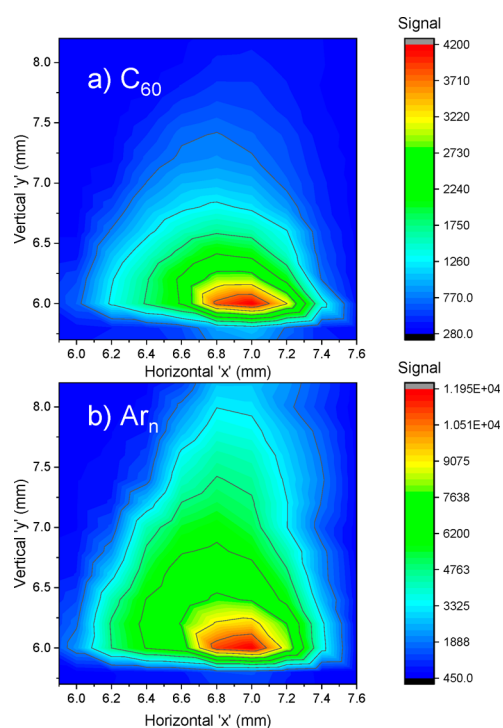 Signal
a) C₆₀
8.0
7.5
7.0
6.5
6.0
Vertical 'y' (mm)
6.0 6.2 6.4 6.6 6.8 7.0 7.2 7.4 7.6
Horizontal 'x' (mm)
4200
3710
3220
2730
2240
1750
1260
770.0
280.0
Signal
b) Arₙ
8.0
7.5
7.0
6.5
6.0
Vertical 'y' (mm)
6.0 6.2 6.4 6.6 6.8 7.0 7.2 7.4 7.6
Horizontal 'x' (mm)
1.195E+04
1.051E+04
9075
7638
6200
4763
3325
1888
450.0